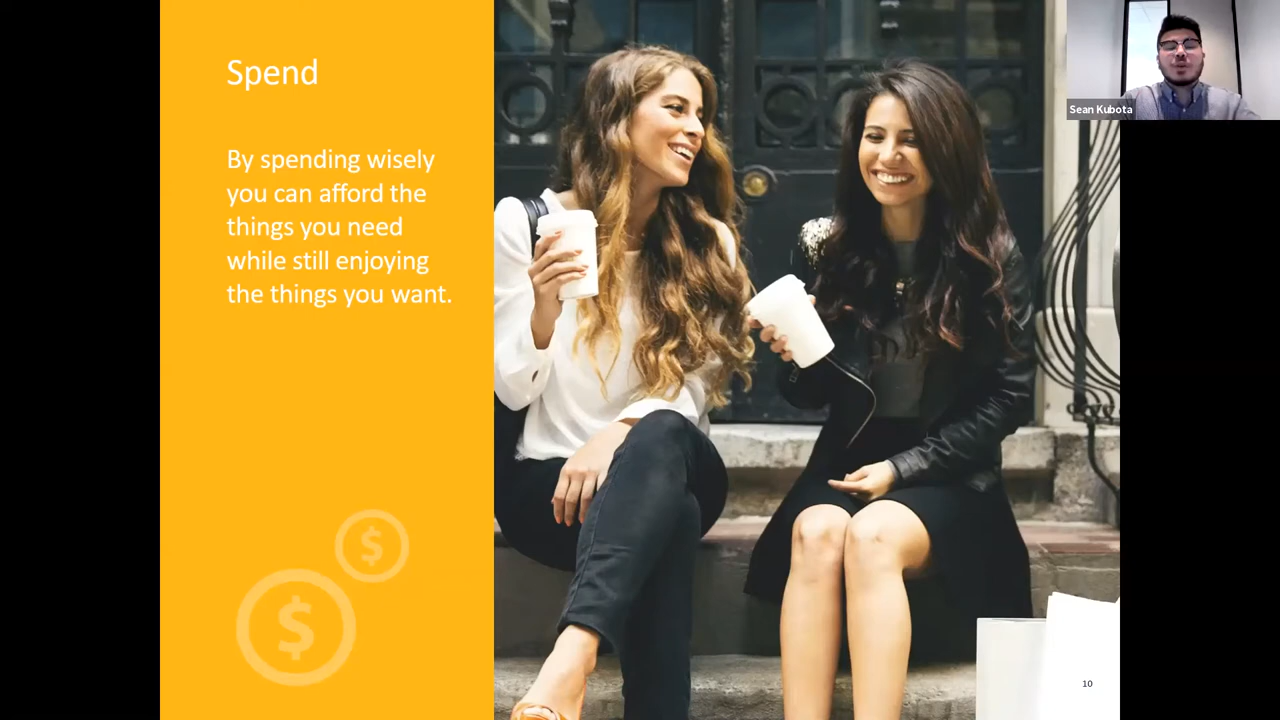 Spend
By spending wisely
you can afford the
things you need
while still enjoying
the things you want.
$
$
Sean Kubota
10